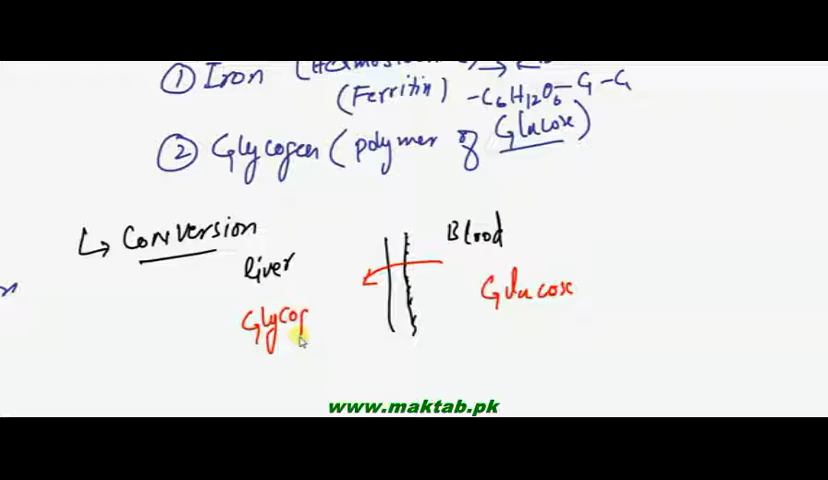 ① Iron (
(Ferritin) -C6H12O6-G-G
② Glycogen (polymer of Glucose)
↳ Conversion
Blood
liver
Glucose
Glycog
www.maktab.pk